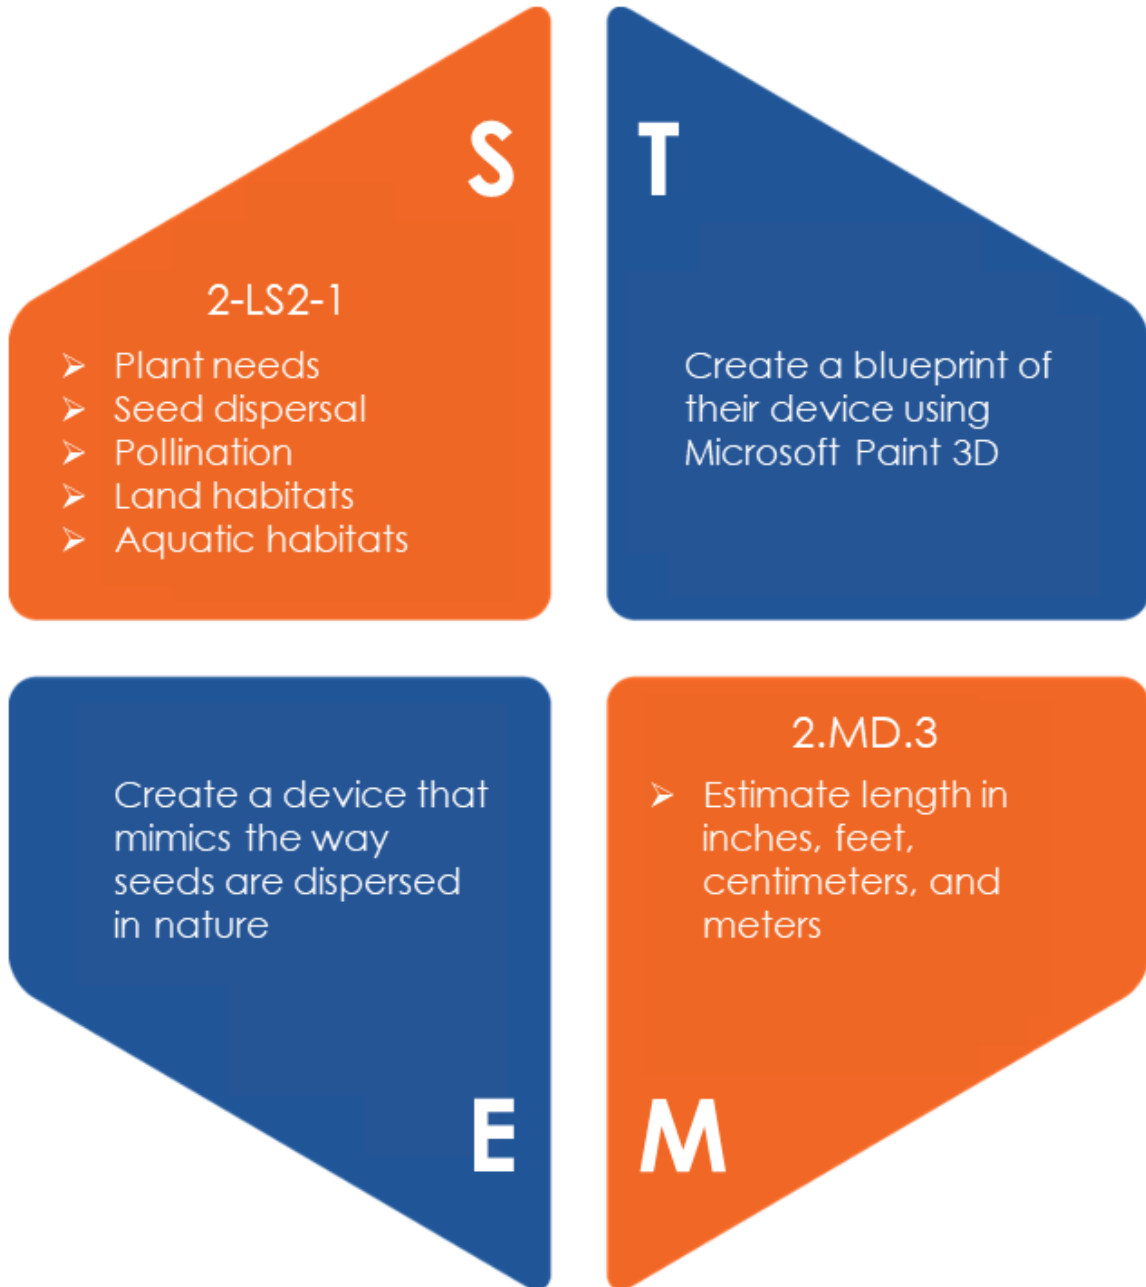 S
2-LS2-1
➢ Plant needs
➢ Seed dispersal
➢ Pollination
➢ Land habitats
➢ Aquatic habitats
T
Create a blueprint of
their device using
Microsoft Paint 3D
Create a device that
mimics the way
seeds are dispersed
in nature
E
2.MD.3
➢ Estimate length in
inches, feet,
centimeters, and
meters
M